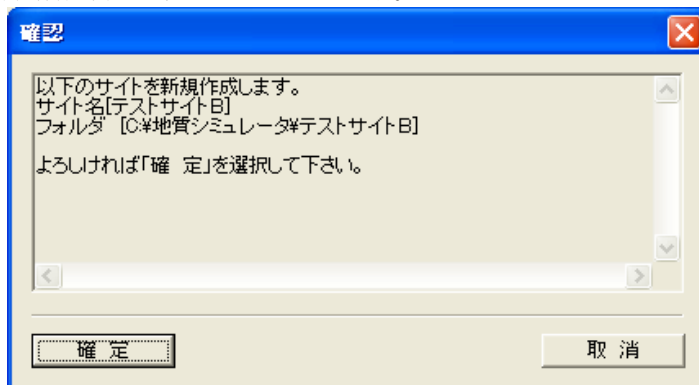 確認
以下のサイトを新規作成します。
サイト名[テストサイトB]
フォルダ [C:¥地質シミュレータ¥テストサイトB]
よろしければ「確 定」を選択して下さい。
確 定
取 消